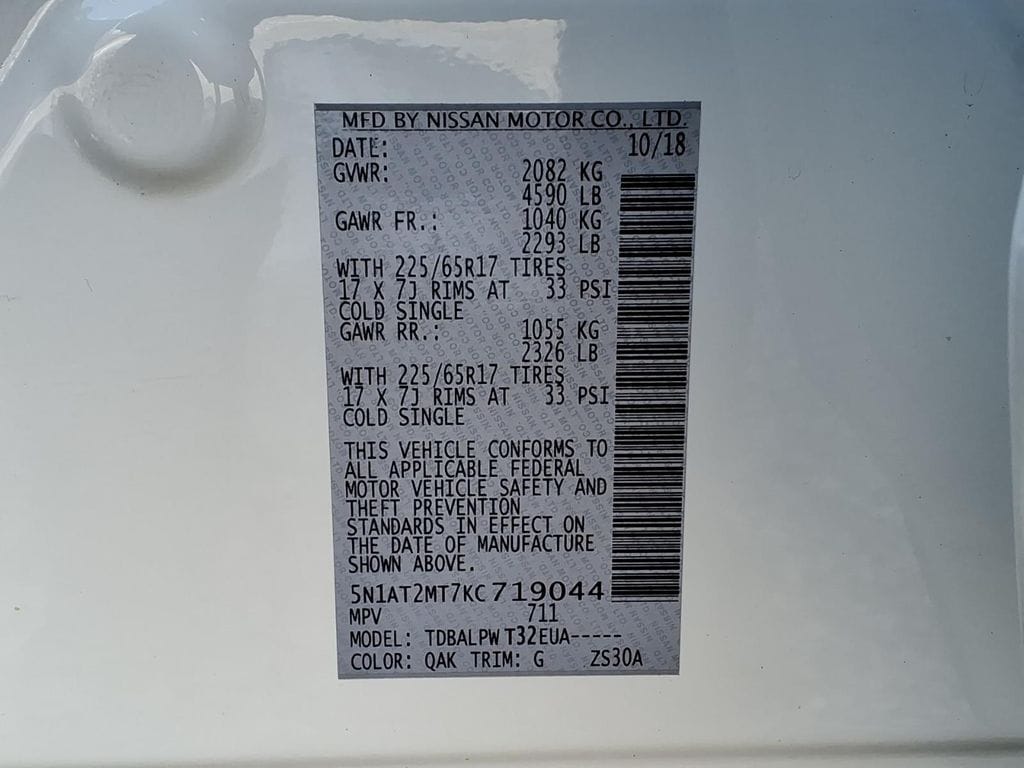 MFD BY NISSAN MOTOR CO., LTD.
DATE: 10/18
GVWR: 2082 KG
4590 LB
GAWR FR.: 1040 KG
2293 LB
WITH 225/65R17 TIRES
17 X 7J RIMS AT 33 PSI
COLD SINGLE
GAWR RR.: 1055 KG
2326 LB
WITH 225/65R17 TIRES
17 X 7J RIMS AT 33 PSI
COLD SINGLE
THIS VEHICLE CONFORMS TO
ALL APPLICABLE FEDERAL
MOTOR VEHICLE SAFETY AND
THEFT PREVENTION
STANDARDS IN EFFECT ON
THE DATE OF MANUFACTURE
SHOWN ABOVE.
5N1AT2MT7KC 719044
MPV 711
MODEL: TDBALPW T32EUA-----
COLOR: QAK TRIM: G ZS30A